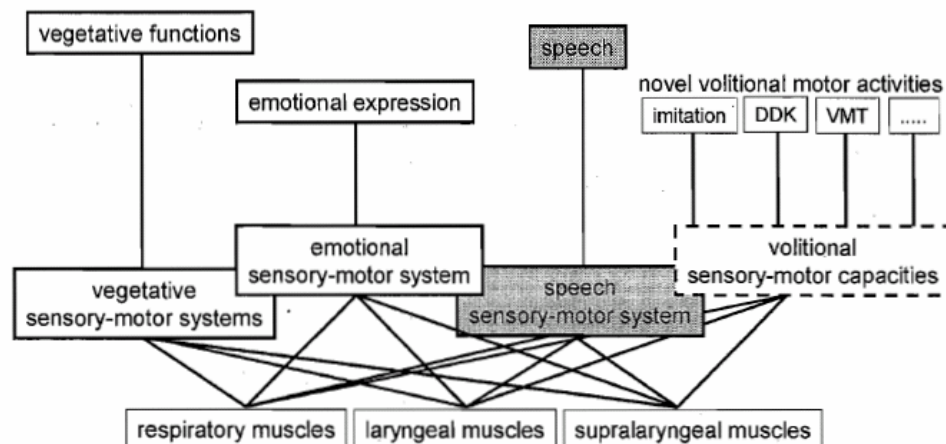 vegetative functions
speech
emotional expression
novel volitional motor activities
imitation
DDK
VMT
.....
emotional
sensory-motor system
volitional
sensory-motor capacities
vegetative
sensory-motor systems
speech
sensory-motor system
respiratory muscles
laryngeal muscles
supralaryngeal muscles